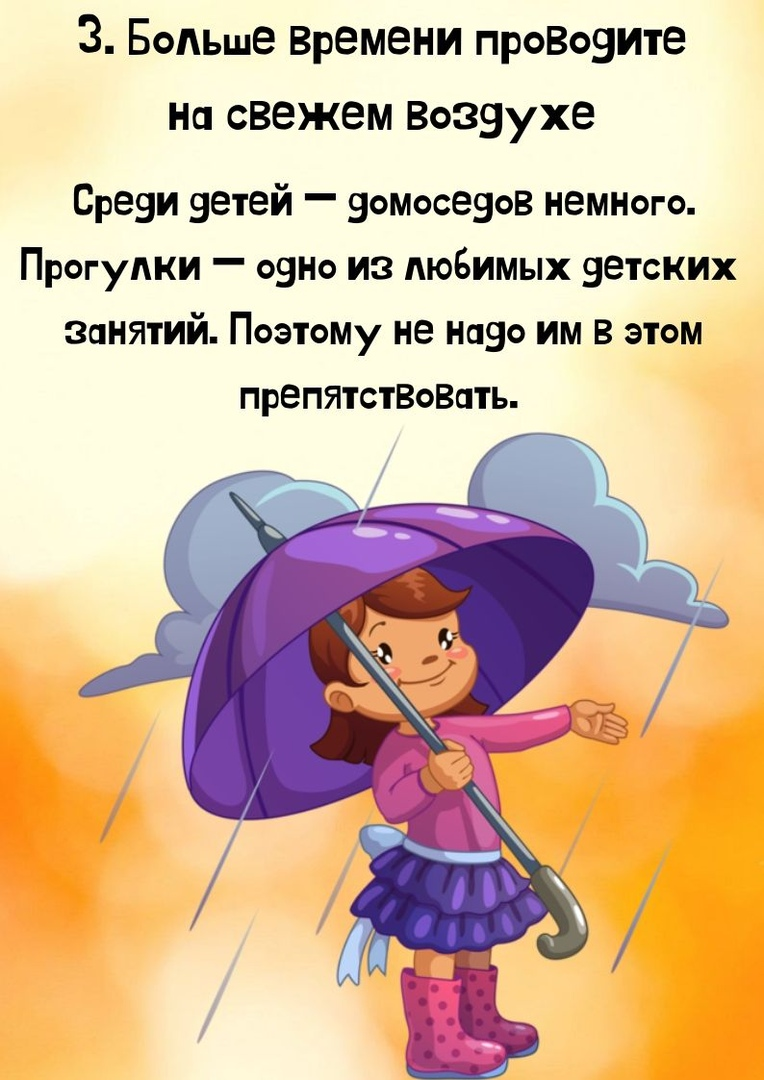 3. Больше времени проводите
на свежем воздухе
Среди детей — домоседов немного.
Прогулки — одно из любимых детских
занятий. Поэтому не надо им в этом
препятствовать.